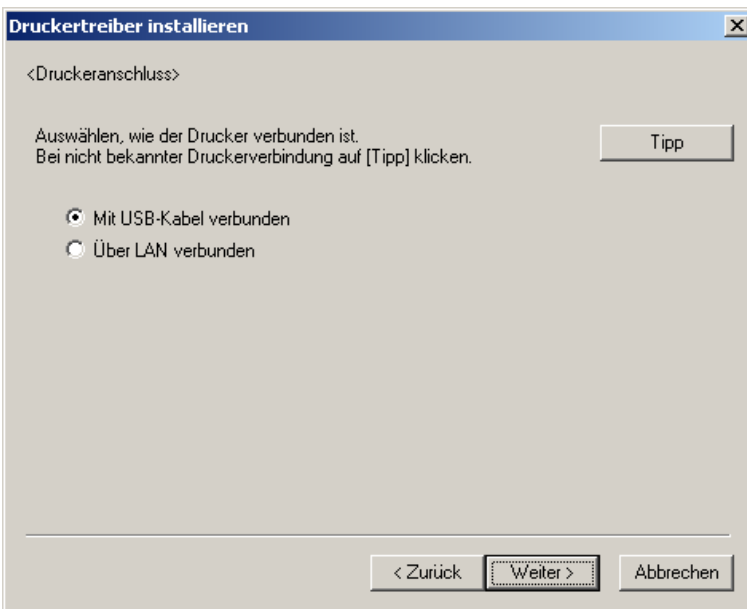 Druckertreiber installieren
<Druckeranschluss>
Auswählen, wie der Drucker verbunden ist.
Bei nicht bekannter Druckerverbindung auf [Tipp] klicken.
Tipp
Mit USB-Kabel verbunden
Über LAN verbunden
< Zurück
Weiter >
Abbrechen